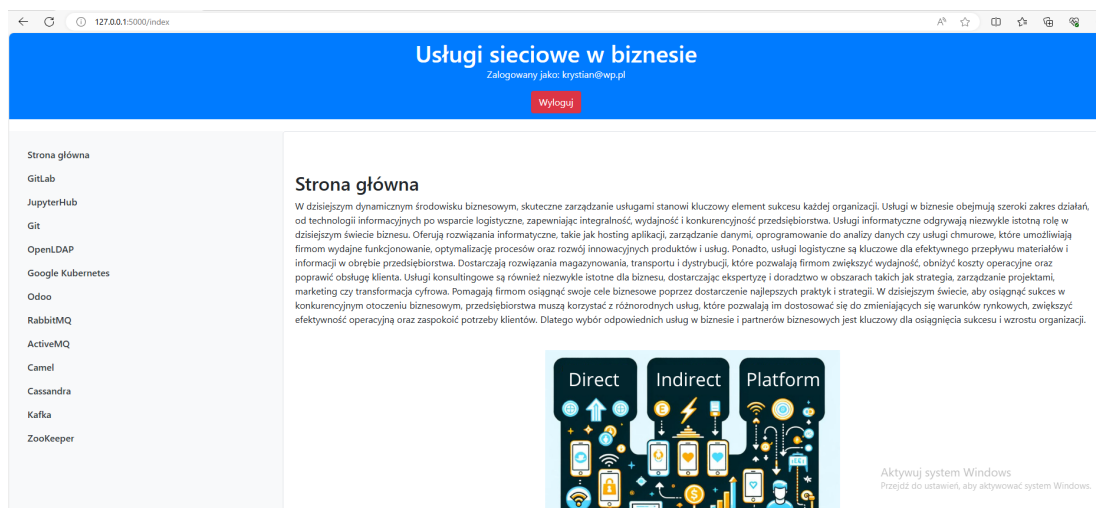 127.0.0.1:5000/index
Usługi sieciowe w biznesie
Zalogowany jako: krystian@wp.pl
Wyloguj
Strona główna
GitLab
JupyterHub
Git
OpenLDAP
Google Kubernetes
Odoo
RabbitMQ
ActiveMQ
Camel
Cassandra
Kafka
ZooKeeper
Strona główna
W dzisiejszym dynamicznym środowisku biznesowym, skuteczne zarządzanie usługami stanowi kluczowy element sukcesu każdej organizacji. Usługi w biznesie obejmują szeroki zakres działań,
od technologii informacyjnych po wsparcie logistyczne, zapewniając integralność, wydajność i konkurencyjność przedsiębiorstwa. Usługi informatyczne odgrywają niezwykle istotną rolę w
dzisiejszym świecie biznesu. Oferują rozwiązania informatyczne, takie jak hosting aplikacji, zarządzanie danymi, oprogramowanie do analizy danych czy usługi chmurowe, które umożliwiają
firmom wydajne funkcjonowanie, optymalizację procesów oraz rozwój innowacyjnych produktów i usług. Ponadto, usługi logistyczne są kluczowe dla efektywnego przepływu materiałów i
informacji w obrębie przedsiębiorstwa. Dostarczają rozwiązania magazynowania, transportu i dystrybucji, które pozwalają firmom zwiększyć wydajność, obniżyć koszty operacyjne oraz
poprawić obsługę klienta. Usługi konsultingowe są również niezwykle istotne dla biznesu, dostarczając ekspertyzę i doradztwo w obszarach takich jak strategia, zarządzanie projektami,
marketing czy transformacja cyfrowa. Pomagają firmom osiągnąć swoje cele biznesowe poprzez dostarczenie najlepszych praktyk i strategii. W dzisiejszym świecie, aby osiągnąć sukces w
konkurencyjnym otoczeniu biznesowym, przedsiębiorstwa muszą korzystać z różnorodnych usług, które pozwalają im dostosować się do zmieniających się warunków rynkowych, zwiększyć
efektywność operacyjną oraz zaspokoić potrzeby klientów. Dlatego wybór odpowiednich usług w biznesie i partnerów biznesowych jest kluczowy dla osiągnięcia sukcesu i wzrostu organizacji.
Direct Indirect Platform
Aktywuj system Windows
Przejdź do ustawień, aby aktywować system Windows.